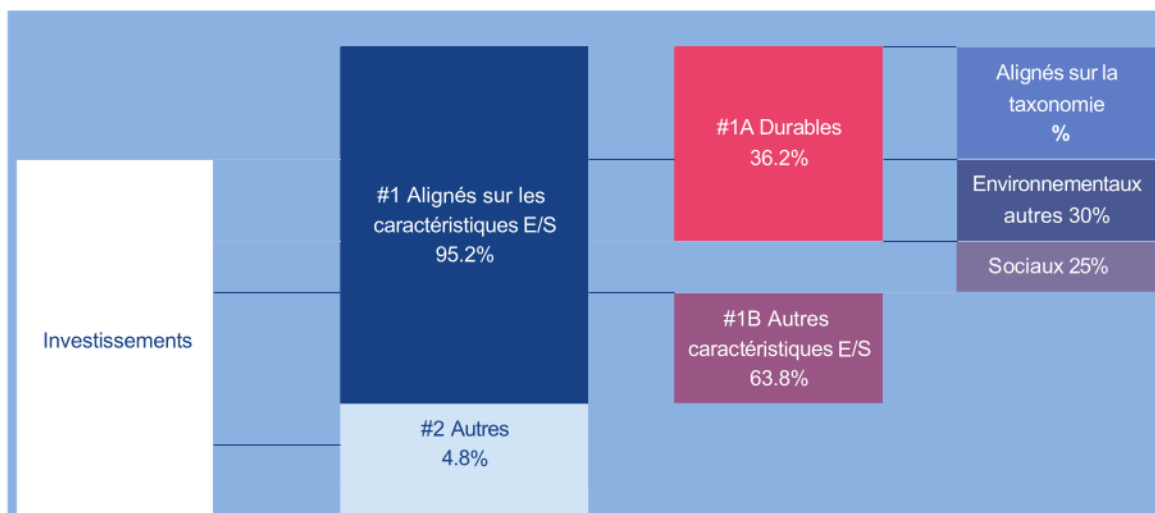 Investissements
#1 Alignés sur les
caractéristiques E/S
95.2%
#2 Autres
4.8%
#1A Durables
36.2%
#1B Autres
caractéristiques E/S
63.8%
Alignés sur la
taxonomie
%
Environnementaux
autres 30%
Sociaux 25%